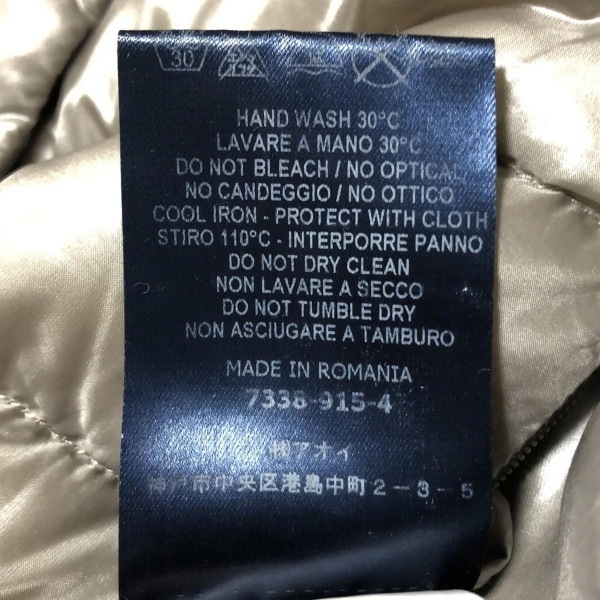 30
HAND WASH 30°C
LAVARE A MANO 30°C
DO NOT BLEACH / NO OPTICAL
NO CANDEGGIO / NO OTTICO
COOL IRON - PROTECT WITH CLOTH
STIRO 110°C - INTERPORRE PANNO
DO NOT DRY CLEAN
NON LAVARE A SECCO
DO NOT TUMBLE DRY
NON ASCIUGARE A TAMBURO
MADE IN ROMANIA
7338-915-4
㈱アオイ
神戸市中央区港島中町2-3-5